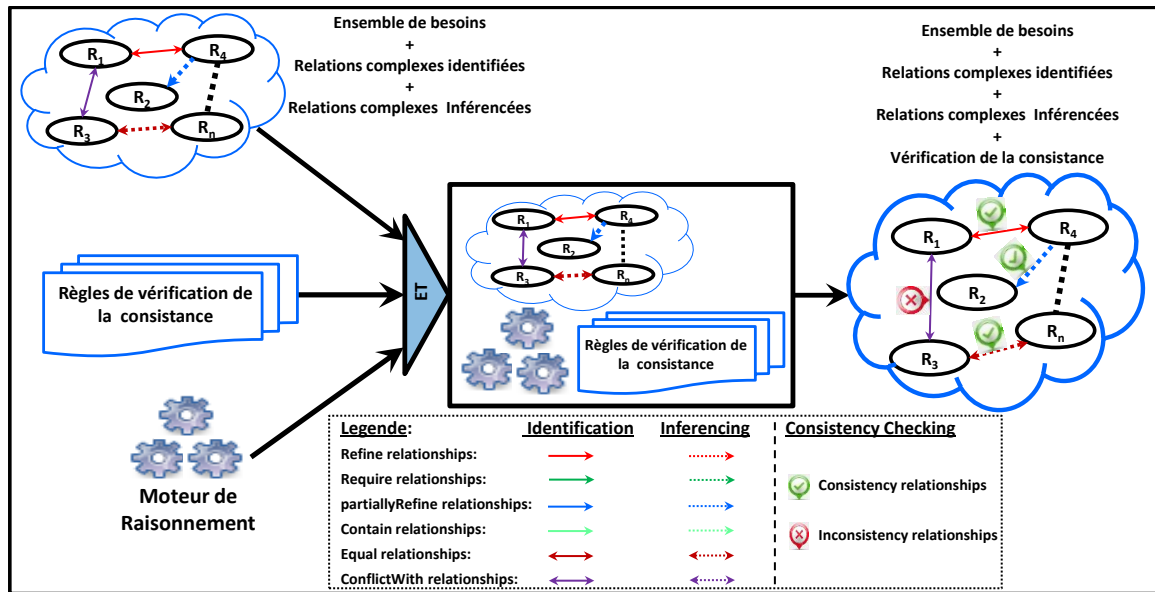 Ensemble de besoins
+
Relations complexes identifiées
+
Relations complexes Inférencées
R1
R4
R2
R3
Rn
Règles de vérification de
la consistance
Moteur de
Raisonnement
ET
R1
R4
R2
R3
Rn
Règles de vérification de
la consistance
Ensemble de besoins
+
Relations complexes identifiées
+
Relations complexes Inférencées
+
Vérification de la consistance
R1
R4
R2
R3
Rn
Legende: Identification Inferencing Consistency Checking
Refine relationships:
Require relationships:
partiallyRefine relationships:
Contain relationships:
Equal relationships:
ConflictWith relationships:
Consistency relationships
Inconsistency relationships